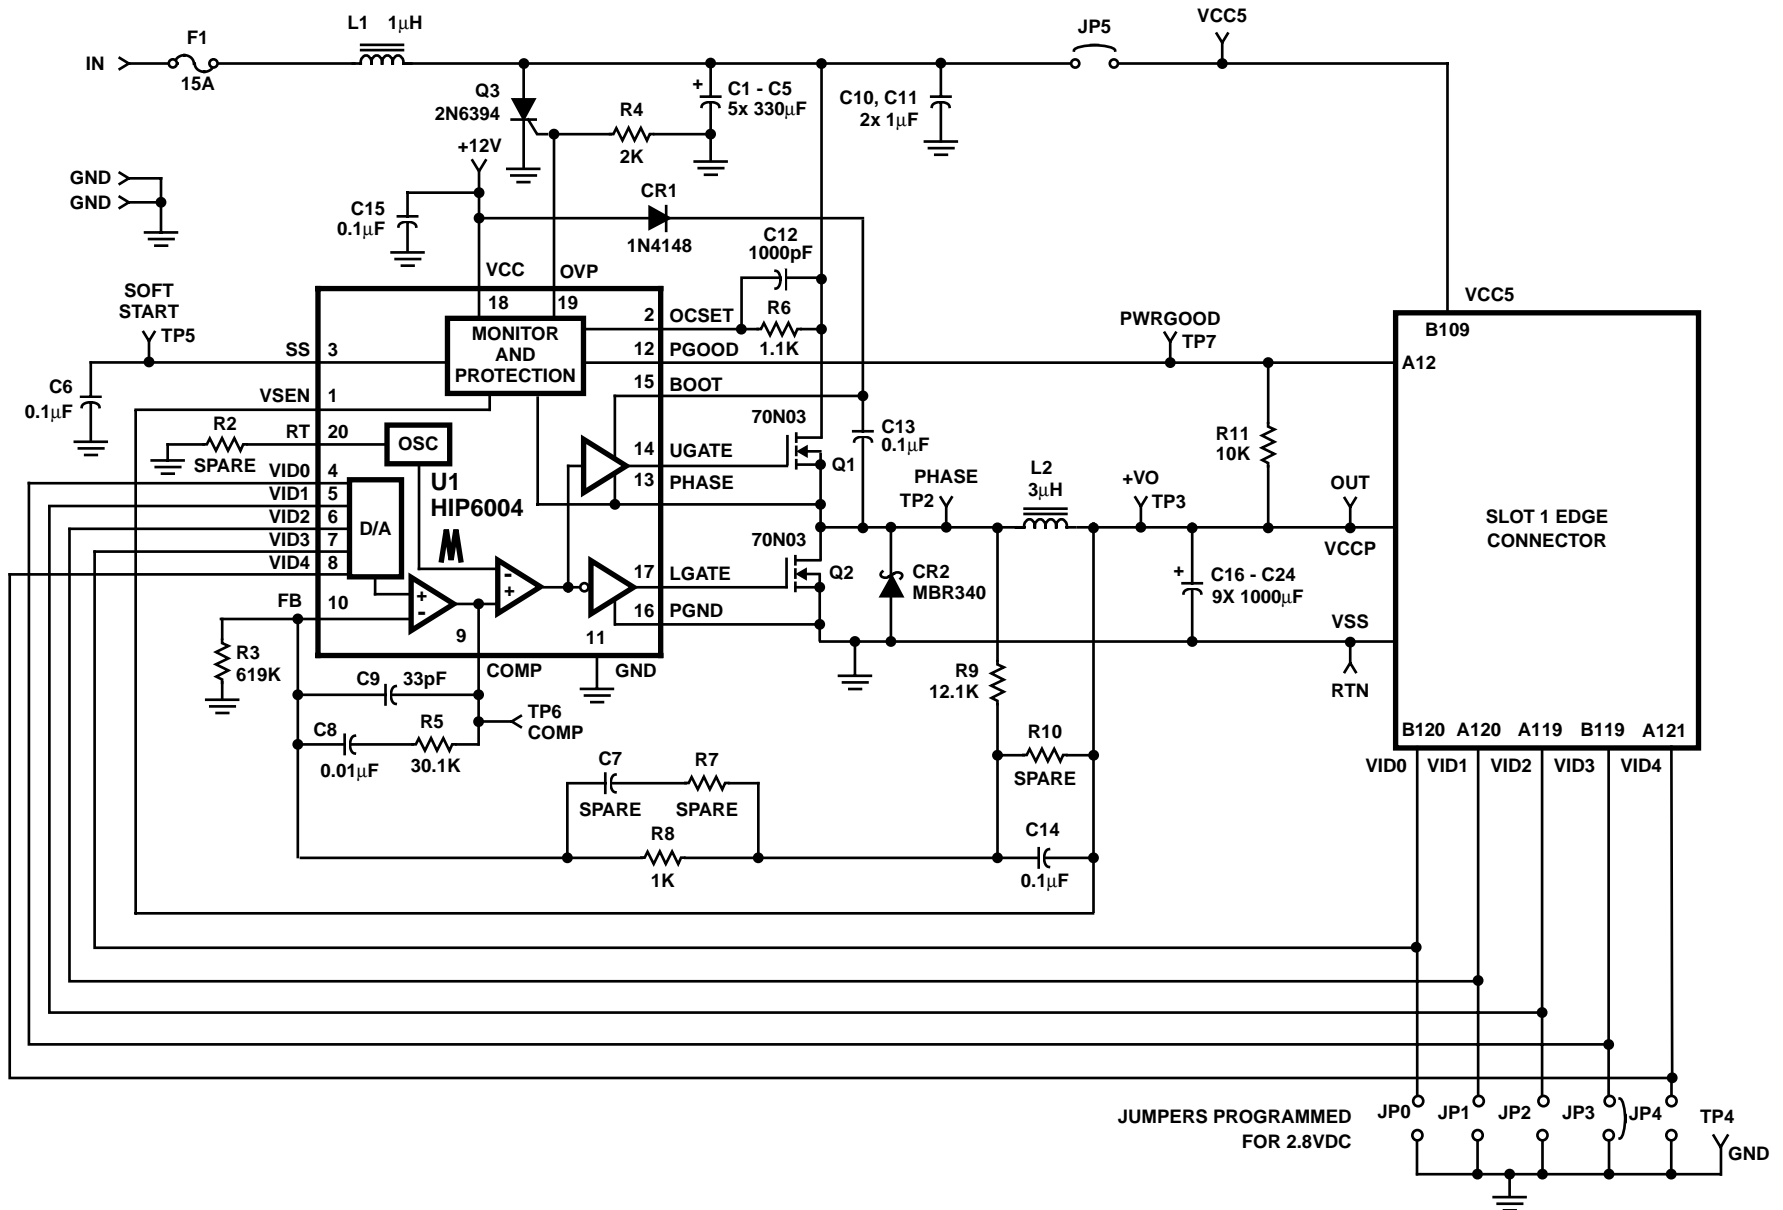 L1 1μH
F1
15A
IN
JP5
VCC5
Q3
2N6394
R4
2K
C1 - C5
5x 330μF
+
C10, C11
2x 1μF
+12V
GND
GND
C15
0.1μF
CR1
1N4148
C12
1000pF
VCC
OVP
18
19
SOFT
START
TP5
SS
3
MONITOR
AND
PROTECTION
2
OCSET
R6
1.1K
12
PGOOD
15
BOOT
PWRGOOD
TP7
VCC5
B109
A12
C6
0.1μF
VSEN
1
R2
SPARE
RT
20
OSC
VID0
4
VID1
5
VID2
6
VID3
7
VID4
8
D/A
U1
HIP6004
14
UGATE
13
PHASE
70N03
Q1
C13
0.1μF
PHASE
TP2
L2
3μH
+VO
TP3
R11
10K
OUT
VCCP
SLOT 1 EDGE
CONNECTOR
70N03
Q2
17
LGATE
16
PGND
CR2
MBR340
+
C16 - C24
9X 1000μF
VSS
RTN
FB
10
+
-
-
+
9
11
COMP
GND
R3
619K
C9 33pF
TP6
COMP
C8
0.01μF
R5
30.1K
R9
12.1K
R10
SPARE
C7
SPARE
R7
SPARE
R8
1K
C14
0.1μF
B120 A120 A119 B119 A121
VID0 VID1 VID2 VID3 VID4
JUMPERS PROGRAMMED
FOR 2.8VDC
JP0 JP1 JP2 JP3 JP4
TP4
GND